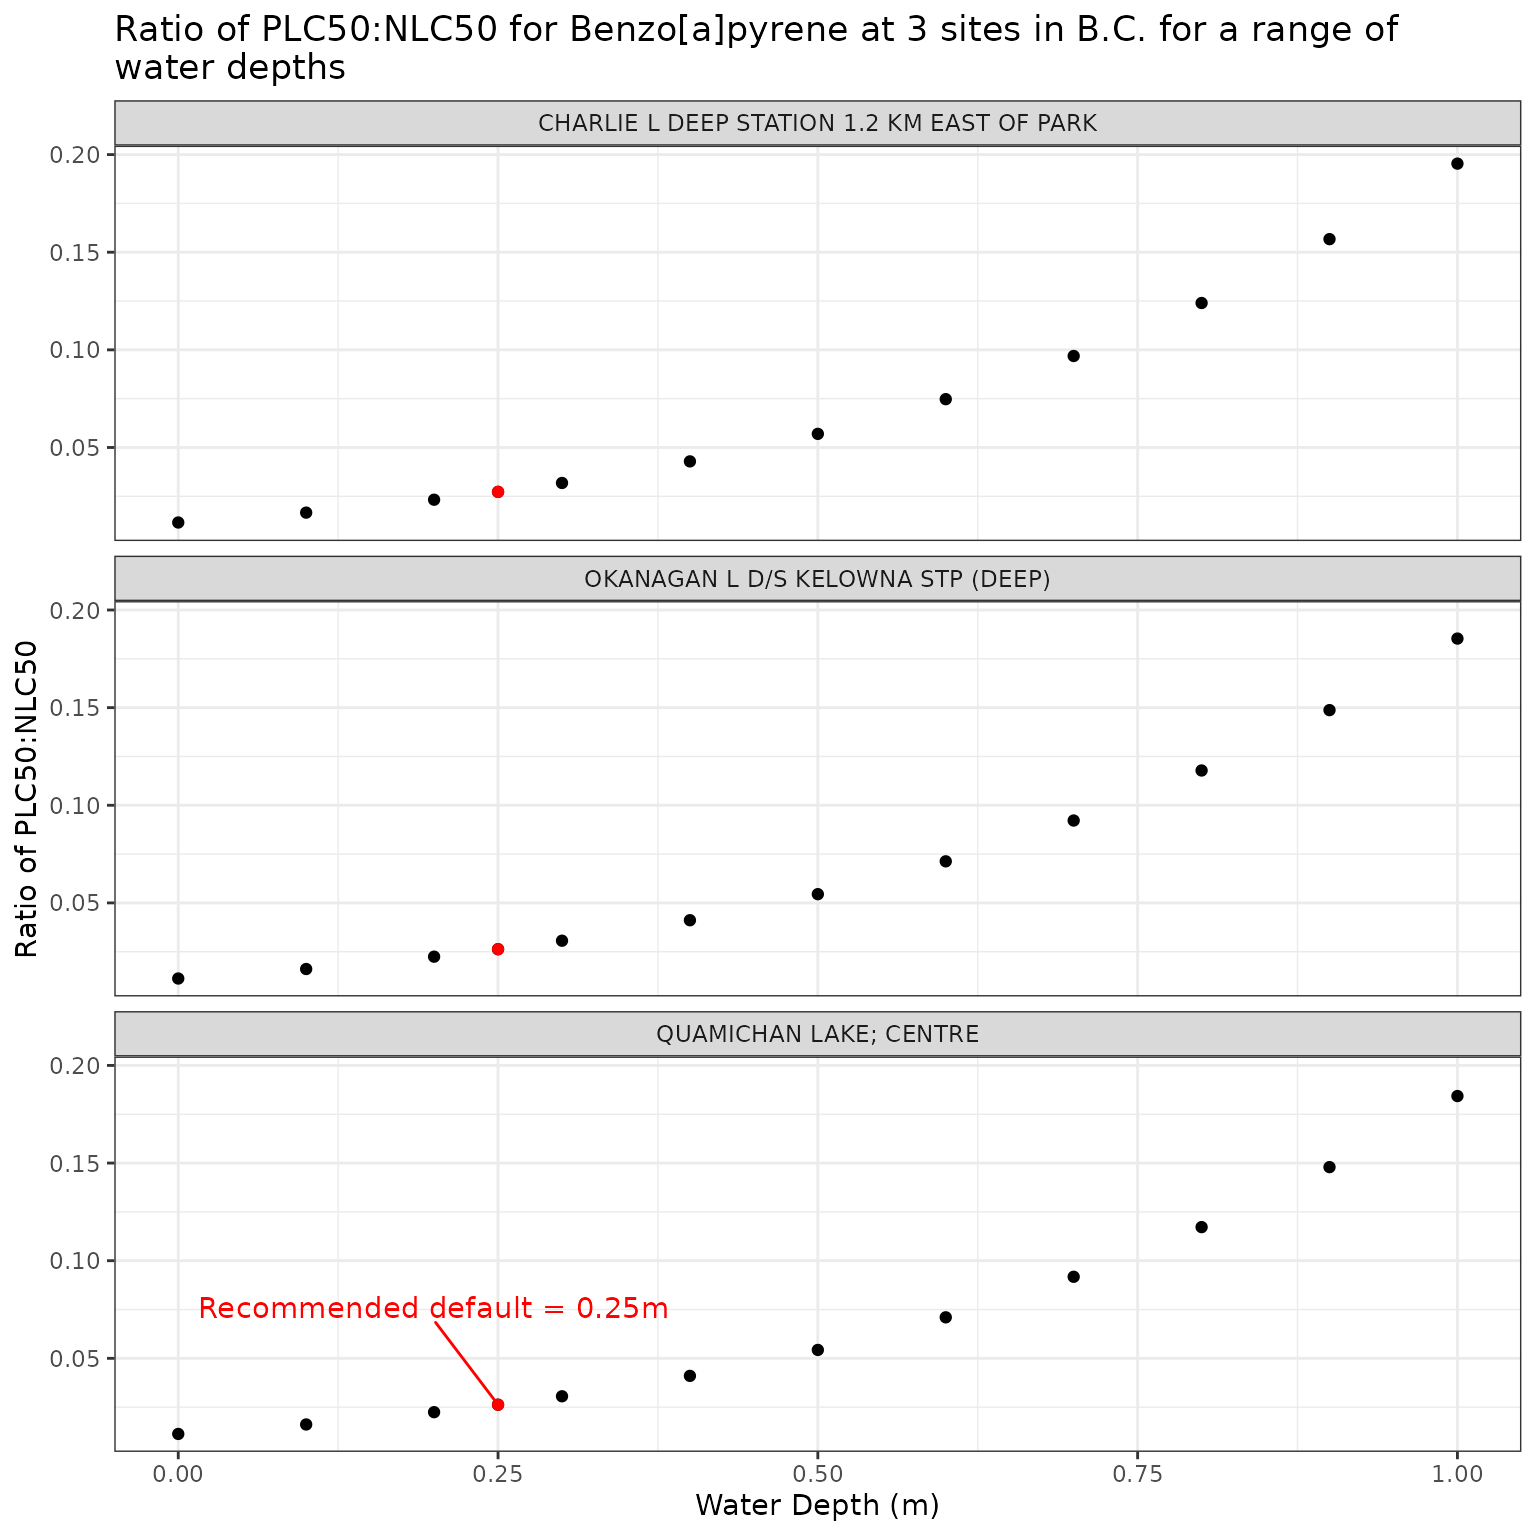 Ratio of PLC50:NLC50 for Benzo[a]pyrene at 3 sites in B.C. for a range of
water depths
CHARLIE L DEEP STATION 1.2 KM EAST OF PARK
0.20
0.15
0.10
0.05
OKANAGAN L D/S KELOWNA STP (DEEP)
0.20
0.15
0.10
0.05
Ratio of PLC50:NLC50
QUAMICHAN LAKE; CENTRE
0.20
0.15
0.10
0.05
Recommended default = 0.25m
0.00 0.25 0.50 0.75 1.00
Water Depth (m)